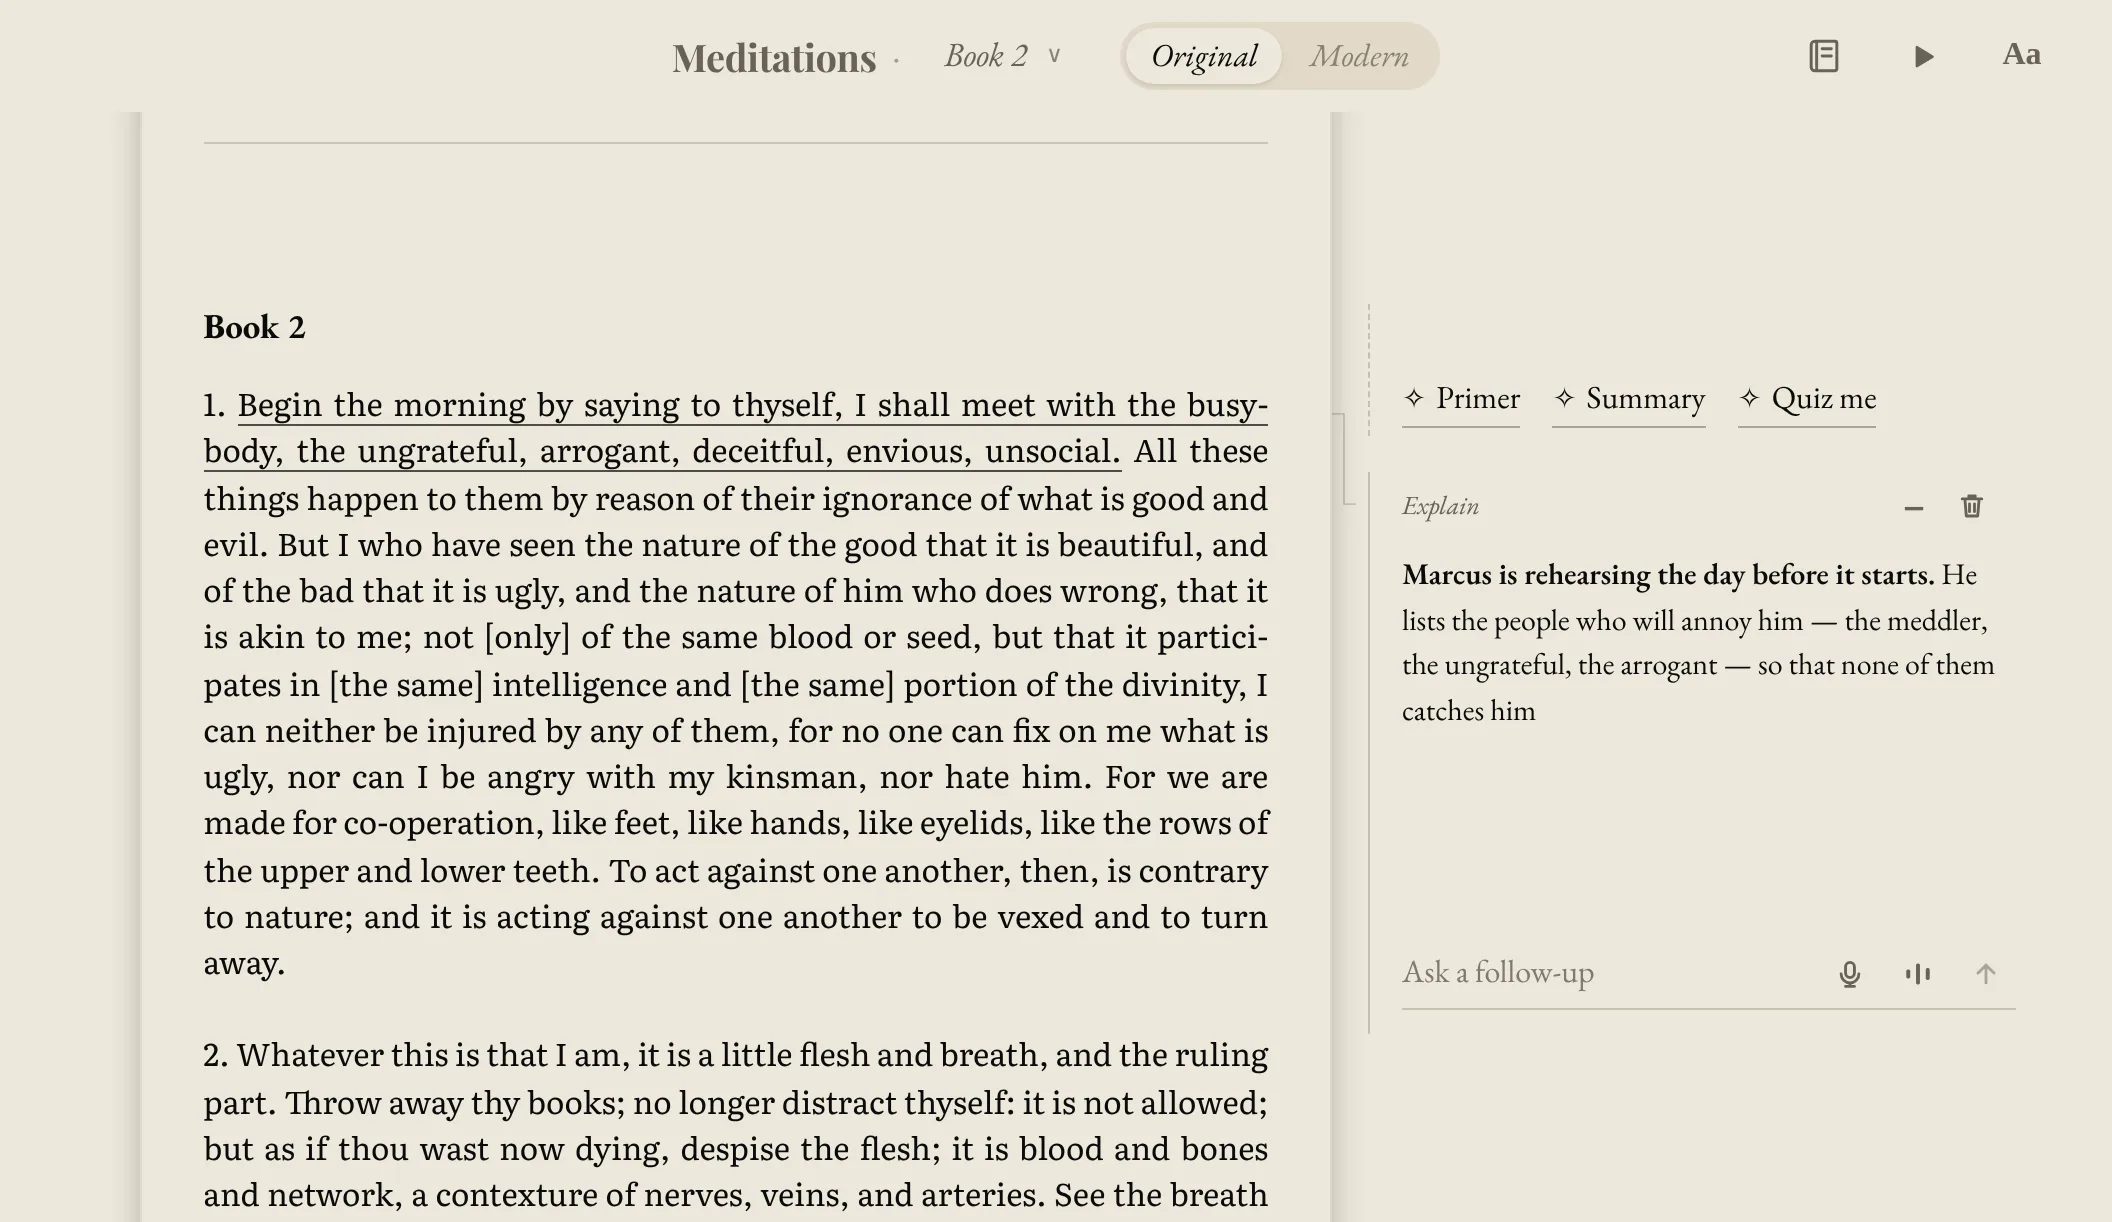 Meditations · Book 2 ∨ Original Modern Aa
Book 2
1. Begin the morning by saying to thyself, I shall meet with the busy-
body, the ungrateful, arrogant, deceitful, envious, unsocial. All these
things happen to them by reason of their ignorance of what is good and
evil. But I who have seen the nature of the good that it is beautiful, and
of the bad that it is ugly, and the nature of him who does wrong, that it
is akin to me; not [only] of the same blood or seed, but that it partici-
pates in [the same] intelligence and [the same] portion of the divinity, I
can neither be injured by any of them, for no one can fix on me what is
ugly, nor can I be angry with my kinsman, nor hate him. For we are
made for co-operation, like feet, like hands, like eyelids, like the rows of
the upper and lower teeth. To act against one another, then, is contrary
to nature; and it is acting against one another to be vexed and to turn
away.
2. Whatever this is that I am, it is a little flesh and breath, and the ruling
part. Throw away thy books; no longer distract thyself: it is not allowed;
but as if thou wast now dying, despise the flesh; it is blood and bones
and network, a contexture of nerves, veins, and arteries. See the breath
Primer Summary Quiz me
Explain
Marcus is rehearsing the day before it starts. He
lists the people who will annoy him — the meddler,
the ungrateful, the arrogant — so that none of them
catches him
Ask a follow-up